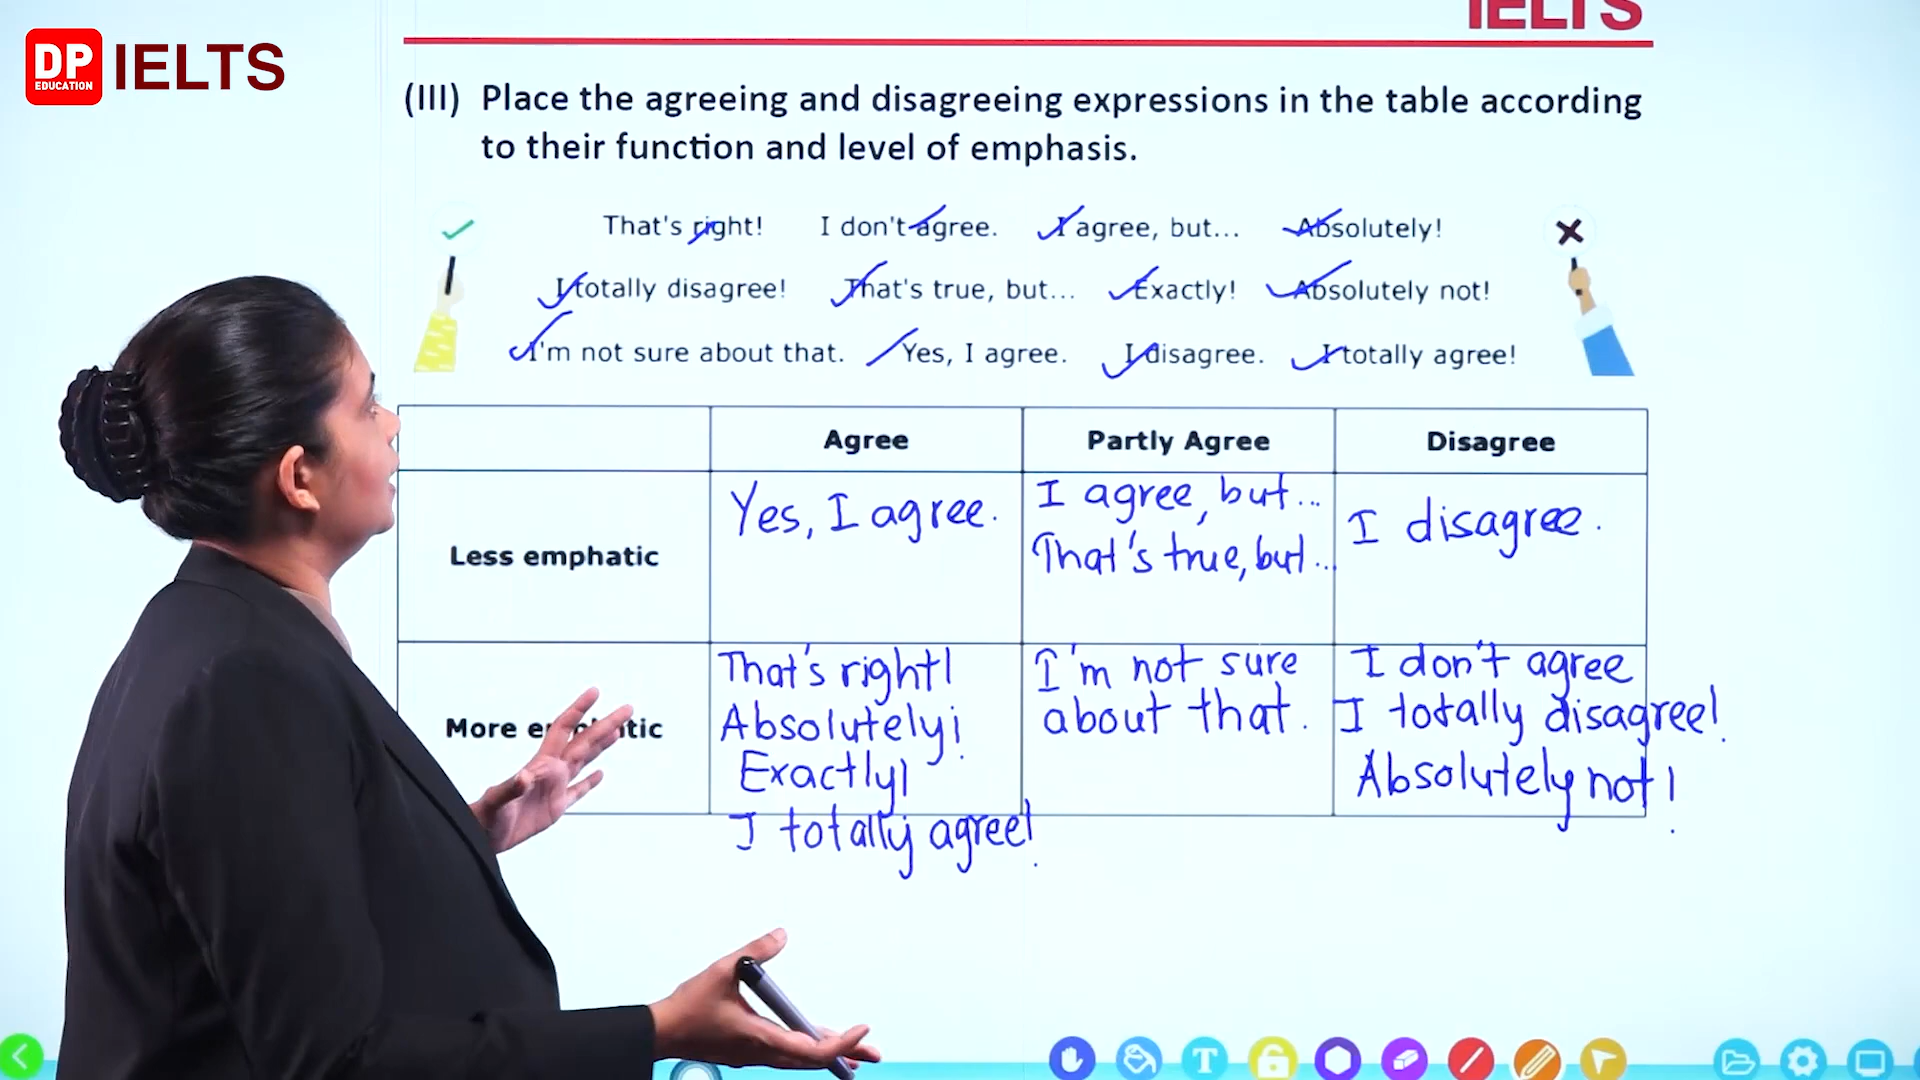 IELTS
DP
EDUCATION
IELTS
(III) Place the agreeing and disagreeing expressions in the table according
to their function and level of emphasis.
That's right! I don't agree. I agree, but... Absolutely!
I totally disagree! That's true, but... Exactly! Absolutely not!
I'm not sure about that. Yes, I agree. I disagree. I totally agree!
Agree Partly Agree Disagree
Less emphatic
Yes, I agree.
I agree, but...
That's true, but...
I disagree.
More emphatic
That's right!
Absolutely!
Exactly!
I totally agree!
I'm not sure
about that.
I don't agree
I totally disagree!
Absolutely not!
T